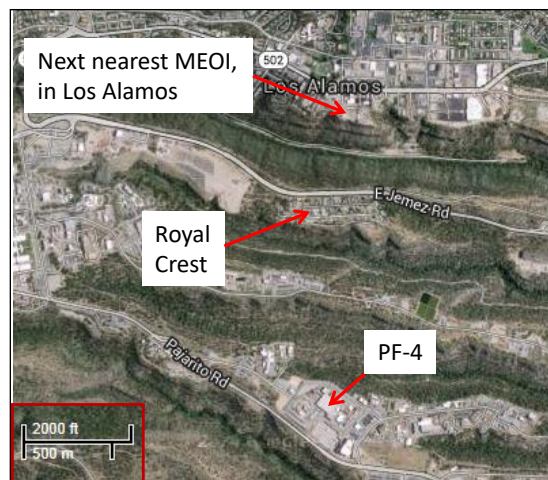 Next nearest MEOI,
in Los Alamos
502
Los Alamos
E Jemez Rd
Royal
Crest
Pajarito Rd
PF-4
2000 ft
500 m